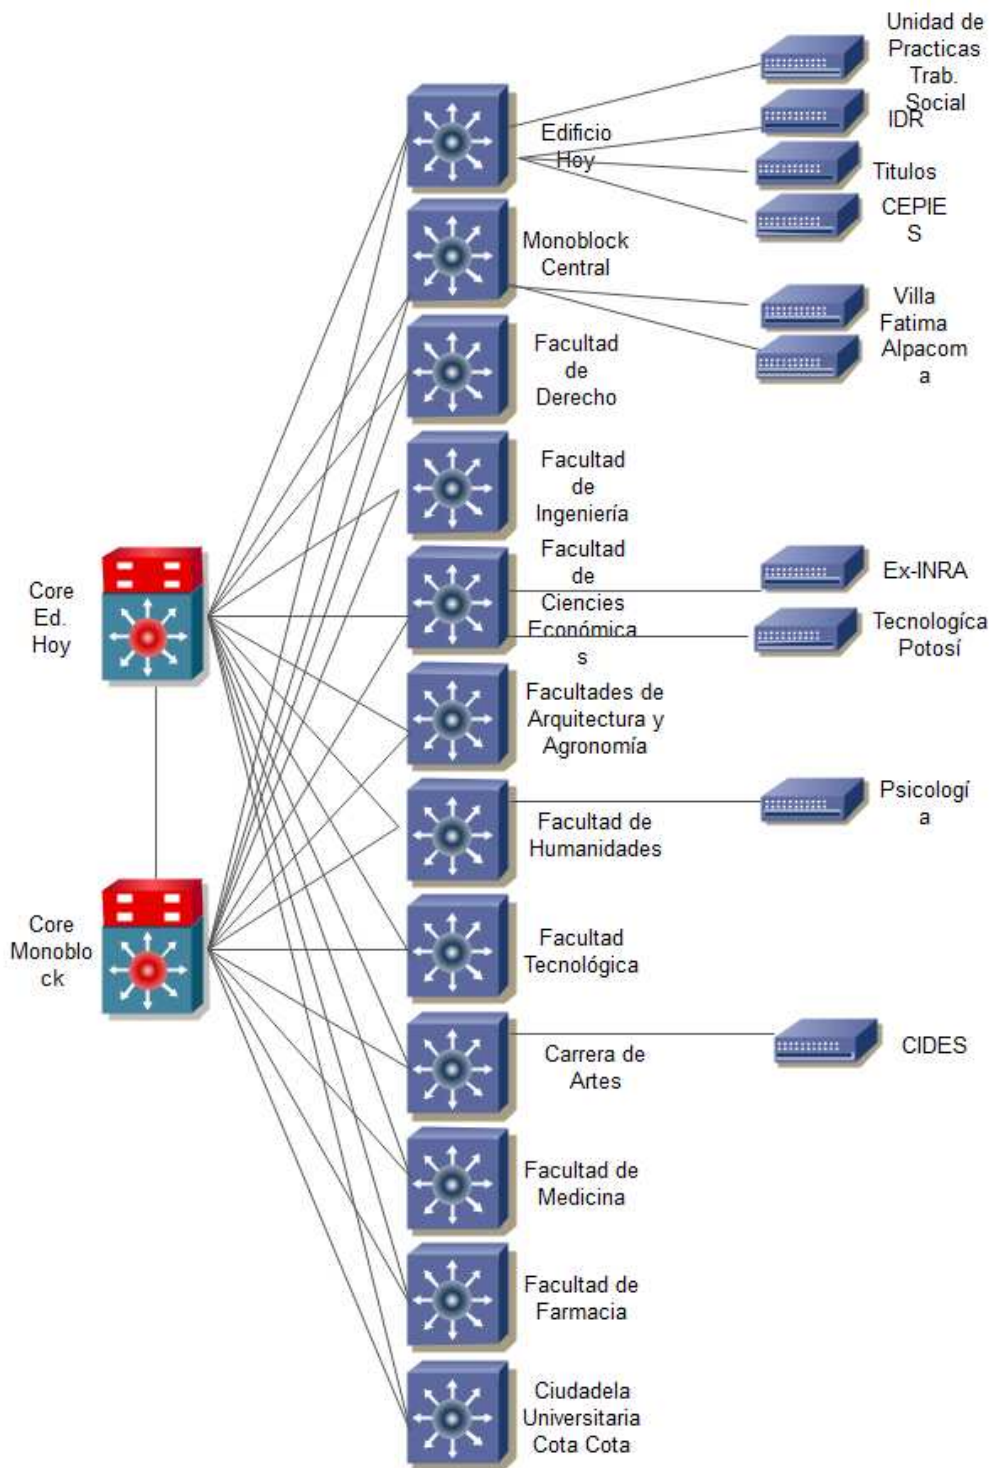 Unidad de
Practicas
Trab.
Social
Edificio
Hoy
IDR
Titulos
CEPIE
S
Monoblock
Central
Villa
Fatima
Alpacom
a
Facultad
de
Derecho
Facultad
de
Ingeniería
Core
Ed.
Hoy
Facultad
de
Ciencies
Económica
s
Ex-INRA
Tecnologíca
Potosí
Facultades de
Arquitectura y
Agronomía
Facultad de
Humanidades
Psicologí
a
Core
Monoblo
ck
Facultad
Tecnológica
Carrera de
Artes
CIDES
Facultad de
Medicina
Facultad de
Farmacia
Ciudadela
Universitaria
Cota Cota